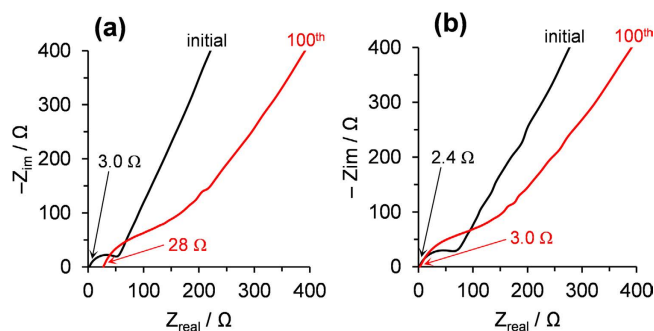 (a)
initial
100th
400
300
200
100
0
3.0 Ω
28 Ω
–Zim / Ω
0 100 200 300 400
Zreal / Ω
(b)
initial
100th
400
300
200
100
0
2.4 Ω
3.0 Ω
– Zim / Ω
0 100 200 300 400
Zreal / Ω